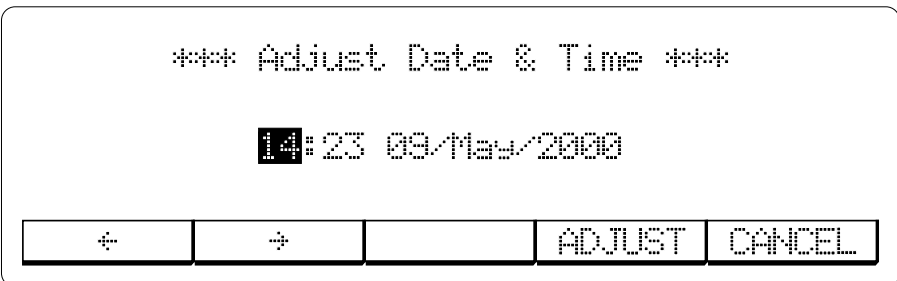 *** Adjust Date & Time ***
14:23 09/May/2000
← → ADJUST CANCEL